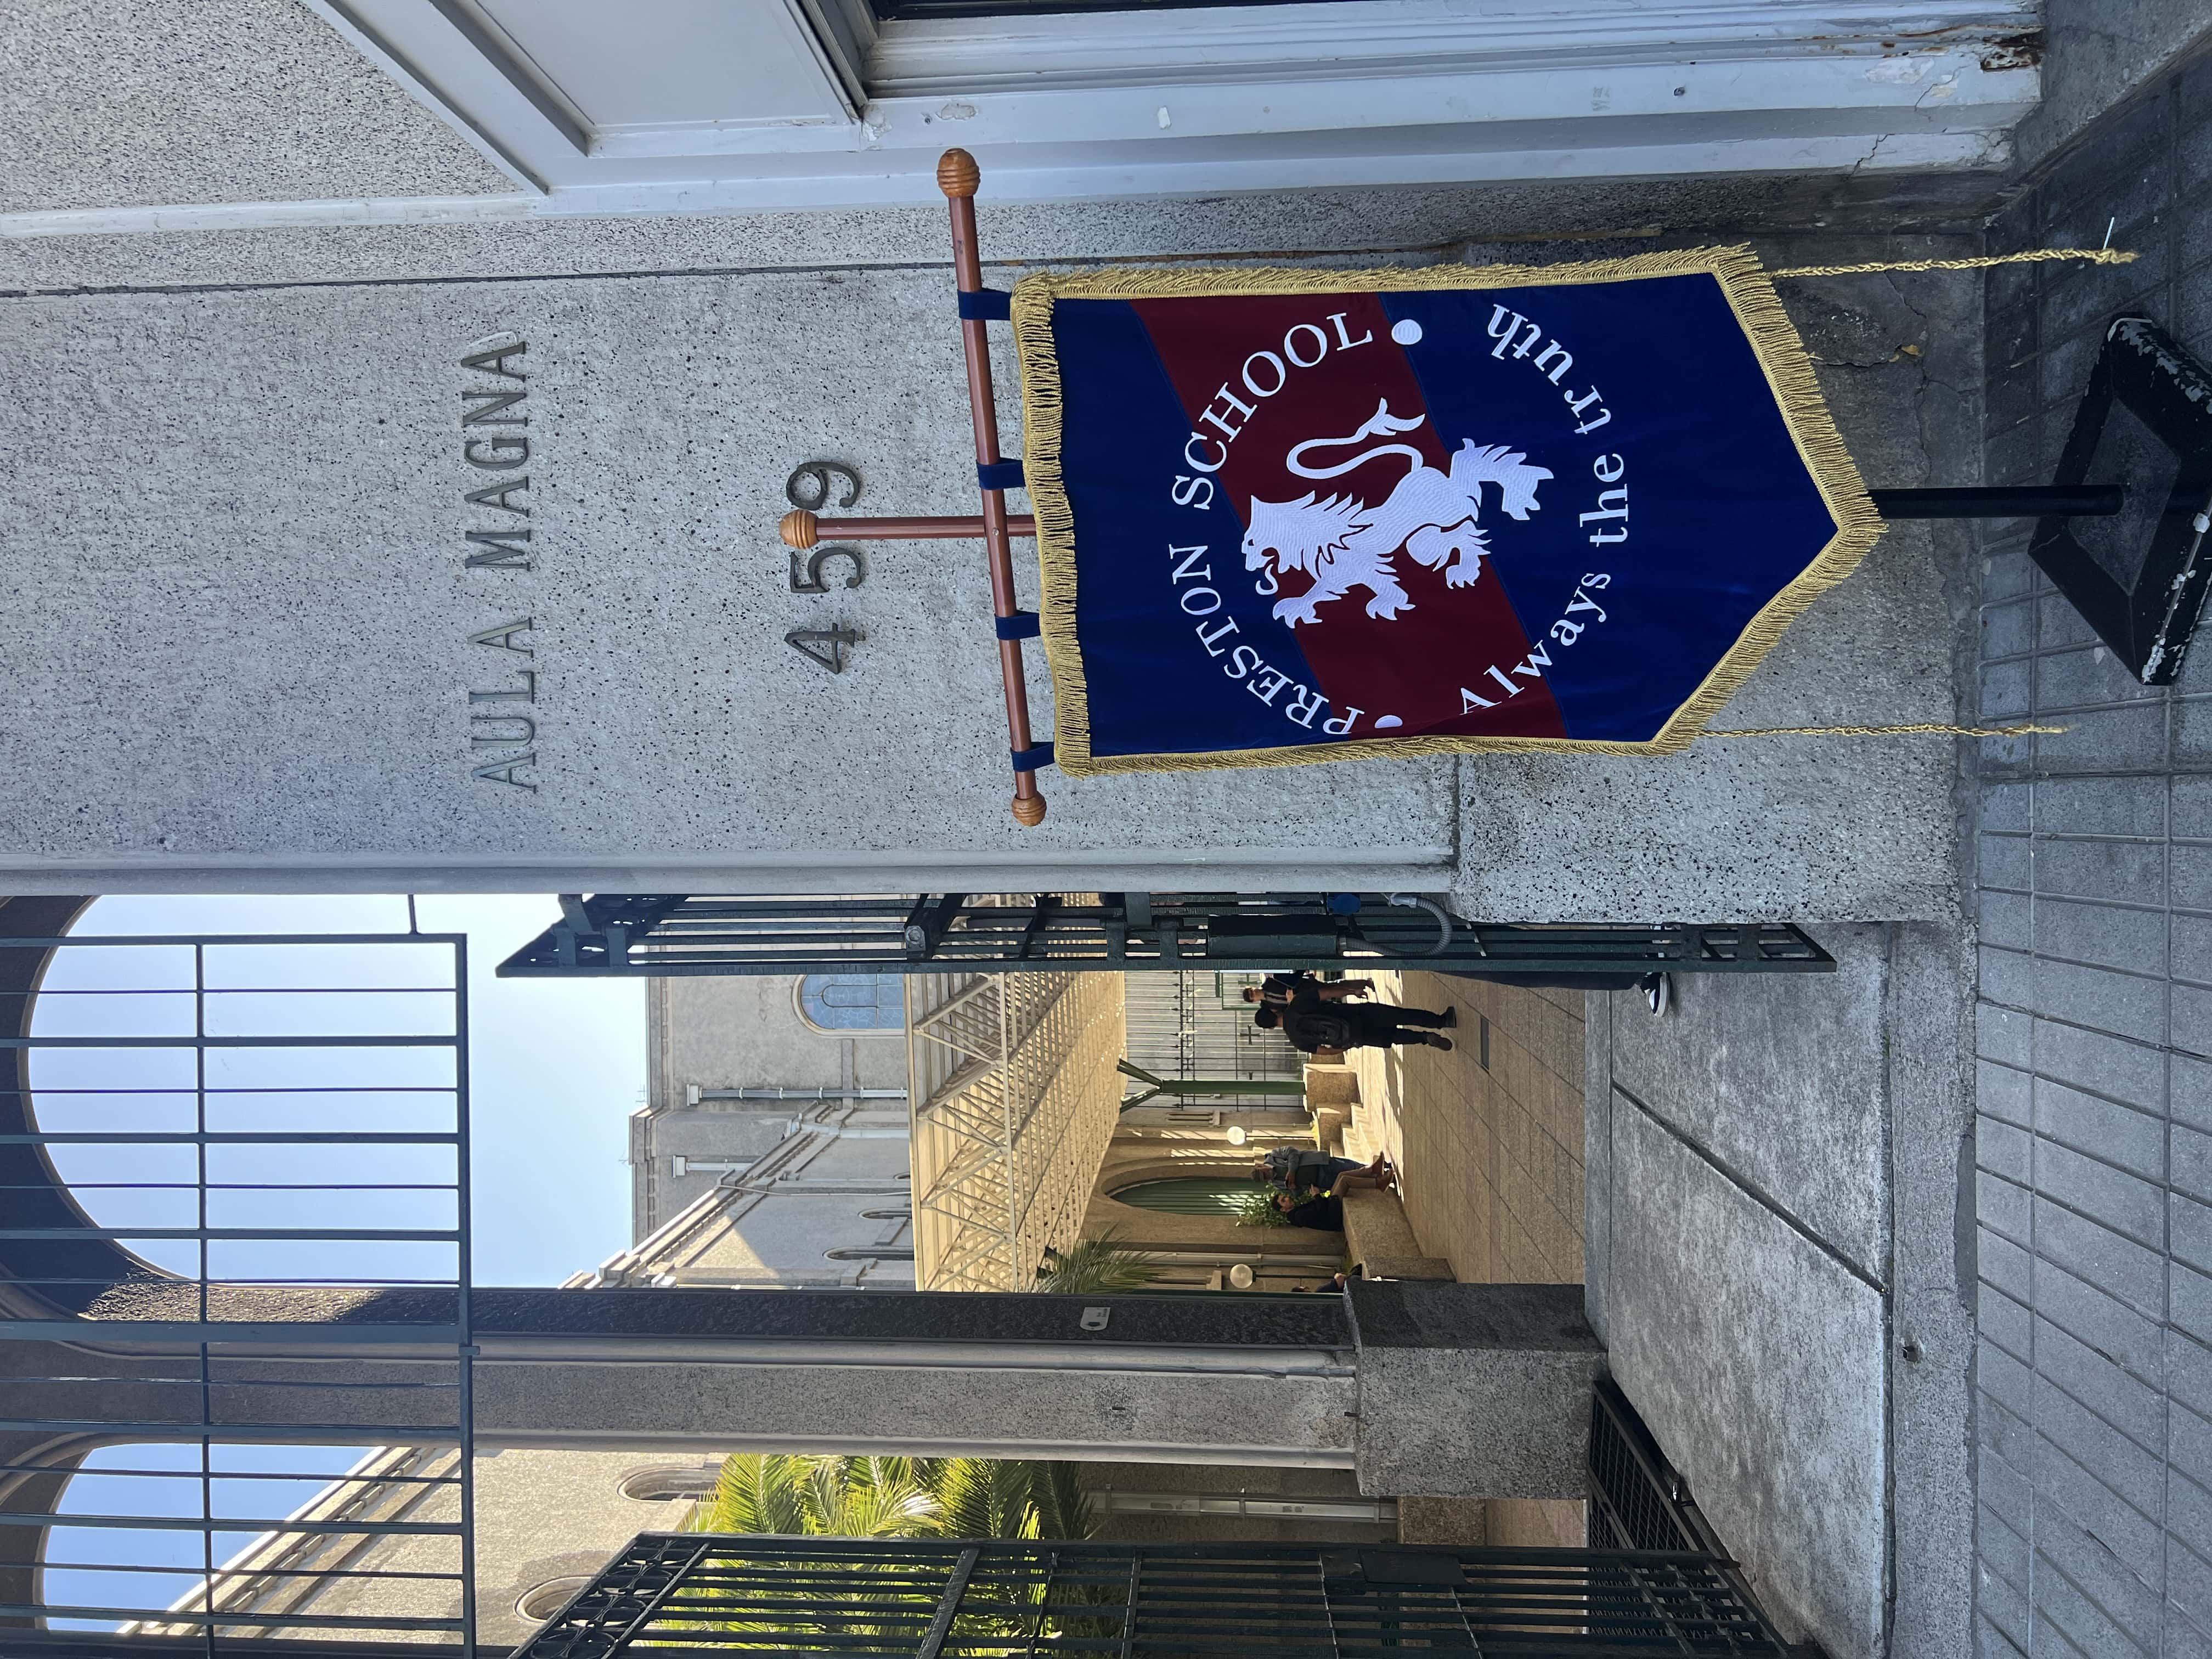 AULA MAGNA
459
PRESTON SCHOOL
Always the truth